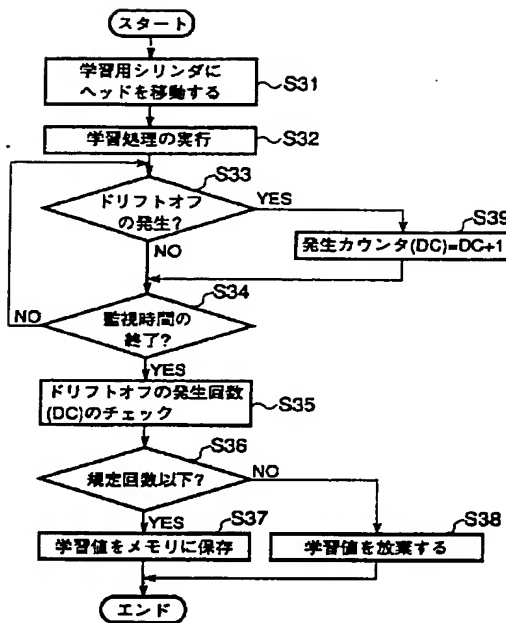 スタート
学習用シリンダに
ヘッドを移動する
S31
学習処理の実行
S32
S33
ドリフトオフ
の発生?
YES
NO
S39
発生カウンタ(DC)=DC+1
S34
監視時間の
終了?
NO
YES
ドリフトオフの発生回数
(DC)のチェック
S35
S36
規定回数以下?
NO
YES
S37
学習値をメモリに保存
S38
学習値を放棄する
エンド